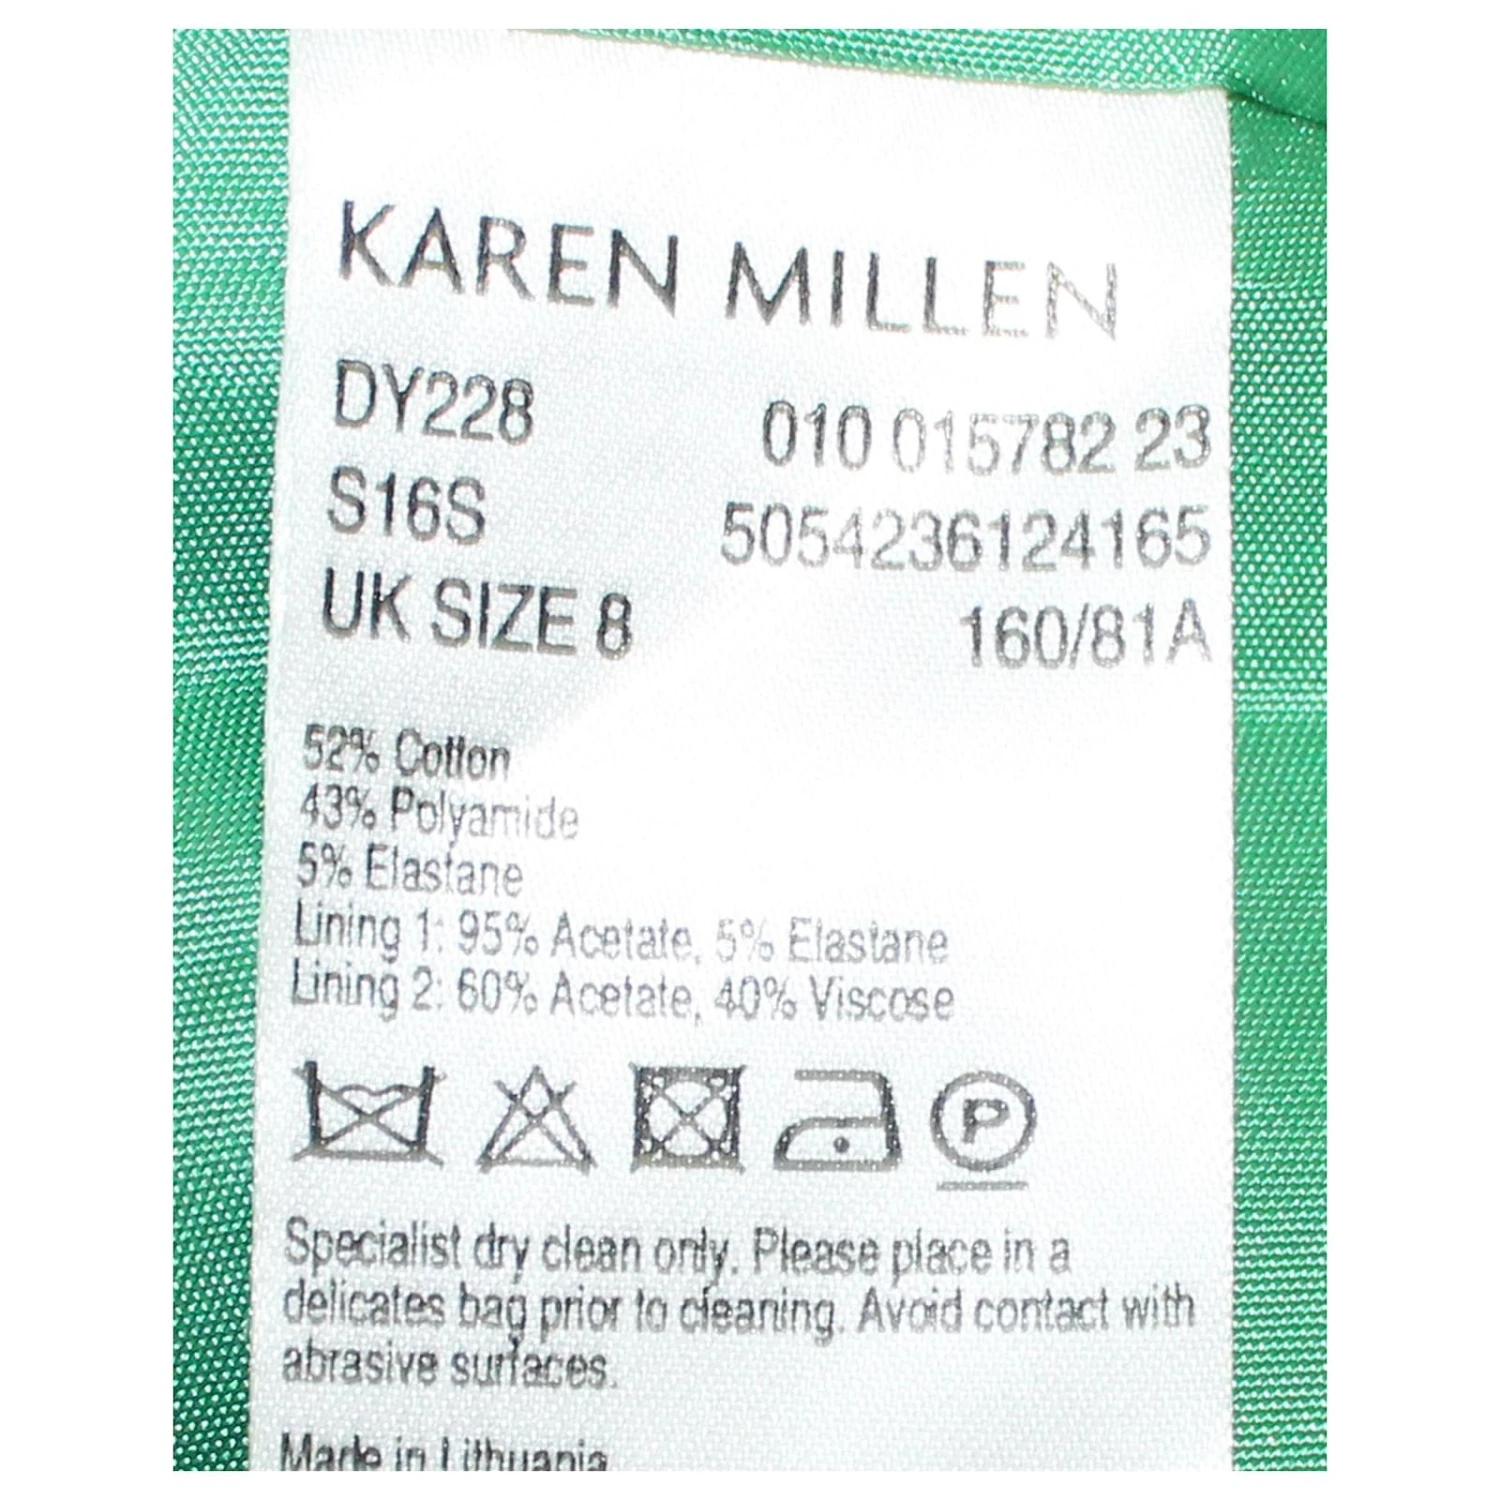 KAREN MILLEN
DY228 010 015782 23
S16S 5054236124165
UK SIZE 8 160/81A
52% Cotton
43% Polyamide
5% Elastane
Lining 1: 95% Acetate, 5% Elastane
Lining 2: 60% Acetate, 40% Viscose
P
Specialist dry clean only. Please place in a
delicates bag prior to cleaning. Avoid contact with
abrasive surfaces.
Made in Lithuania